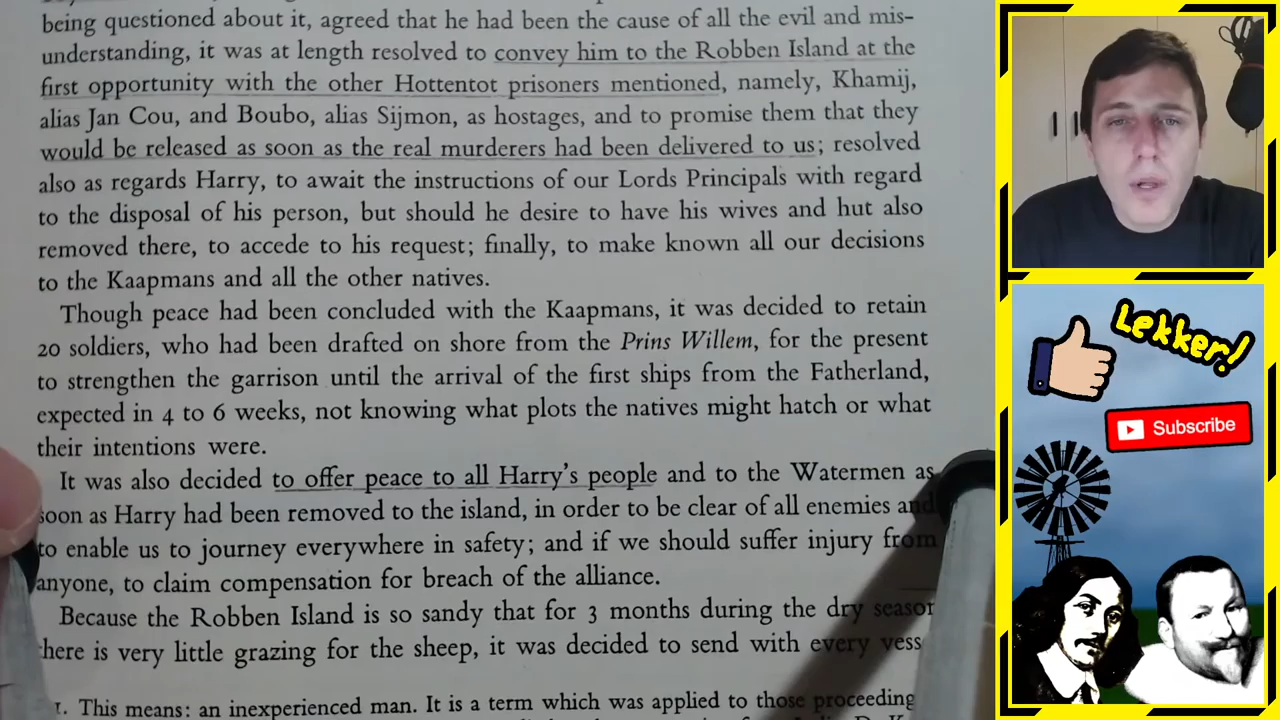 being questioned about it, agreed that he had been the cause of all the evil and mis-
understanding, it was at length resolved to convey him to the Robben Island at the
first opportunity with the other Hottentot prisoners mentioned, namely, Khamij,
alias Jan Cou, and Boubo, alias Sijmon, as hostages, and to promise them that they
would be released as soon as the real murderers had been delivered to us; resolved
also as regards Harry, to await the instructions of our Lords Principals with regard
to the disposal of his person, but should he desire to have his wives and hut also
removed there, to accede to his request; finally, to make known all our decisions
to the Kaapmans and all the other natives.
Though peace had been concluded with the Kaapmans, it was decided to retain
20 soldiers, who had been drafted on shore from the Prins Willem, for the present
to strengthen the garrison until the arrival of the first ships from the Fatherland,
expected in 4 to 6 weeks, not knowing what plots the natives might hatch or what
their intentions were.
It was also decided to offer peace to all Harry's people and to the Watermen as
soon as Harry had been removed to the island, in order to be clear of all enemies and
to enable us to journey everywhere in safety; and if we should suffer injury from
anyone, to claim compensation for breach of the alliance.
Because the Robben Island is so sandy that for 3 months during the dry season
there is very little grazing for the sheep, it was decided to send with every
1. This means: an inexperienced man. It is a term which was applied to those proceeding
Lekker!
Subscribe